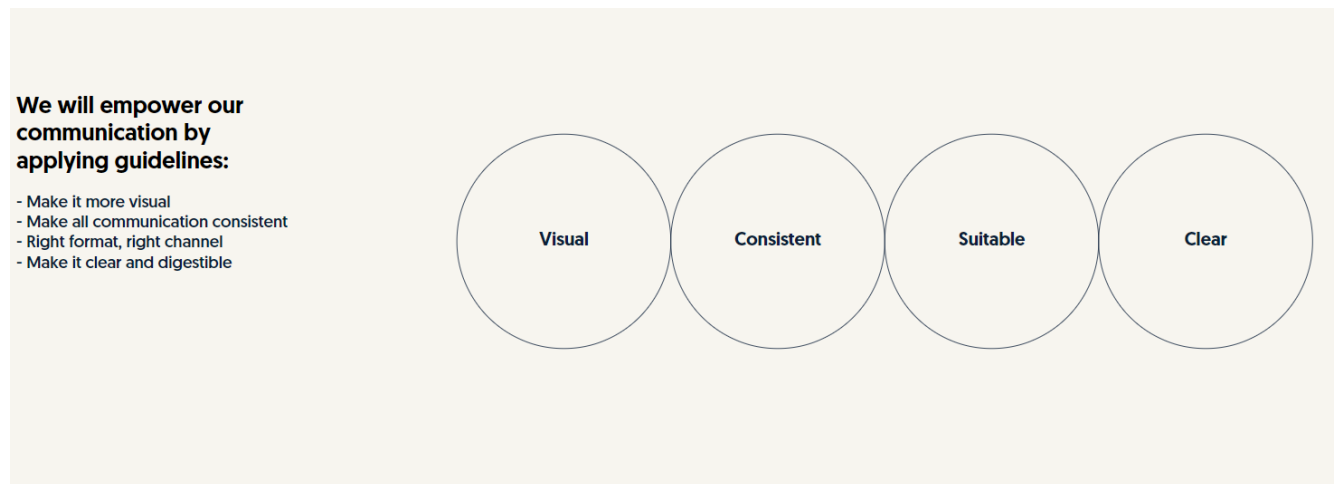 We will empower our
communication by
applying guidelines:
- Make it more visual
- Make all communication consistent
- Right format, right channel
- Make it clear and digestible
Visual
Consistent
Suitable
Clear